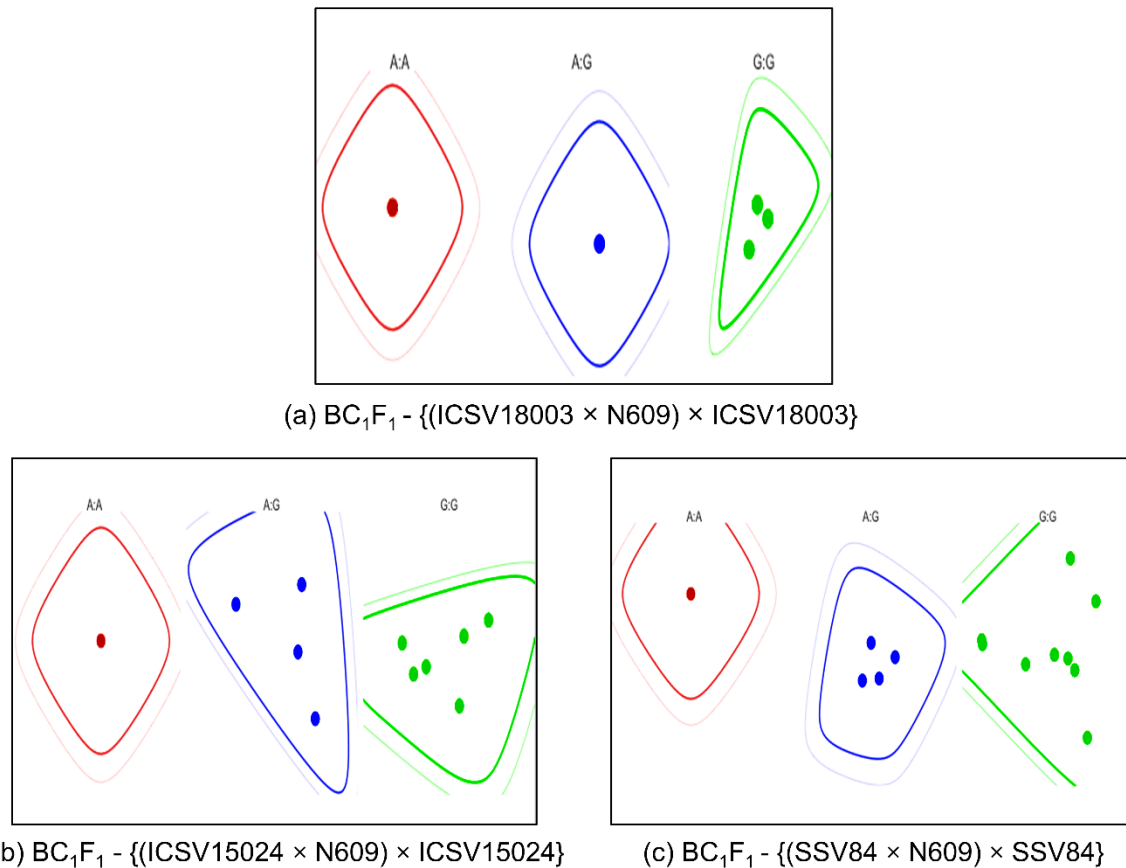 A:A A:G G:G
(a) BC₁F₁ - {(ICSV18003 × N609) × ICSV18003}
A:A A:G G:G
A:A A:G G:G
b) BC₁F₁ - {(ICSV15024 × N609) × ICSV15024}
(c) BC₁F₁ - {(SSV84 × N609) × SSV84}